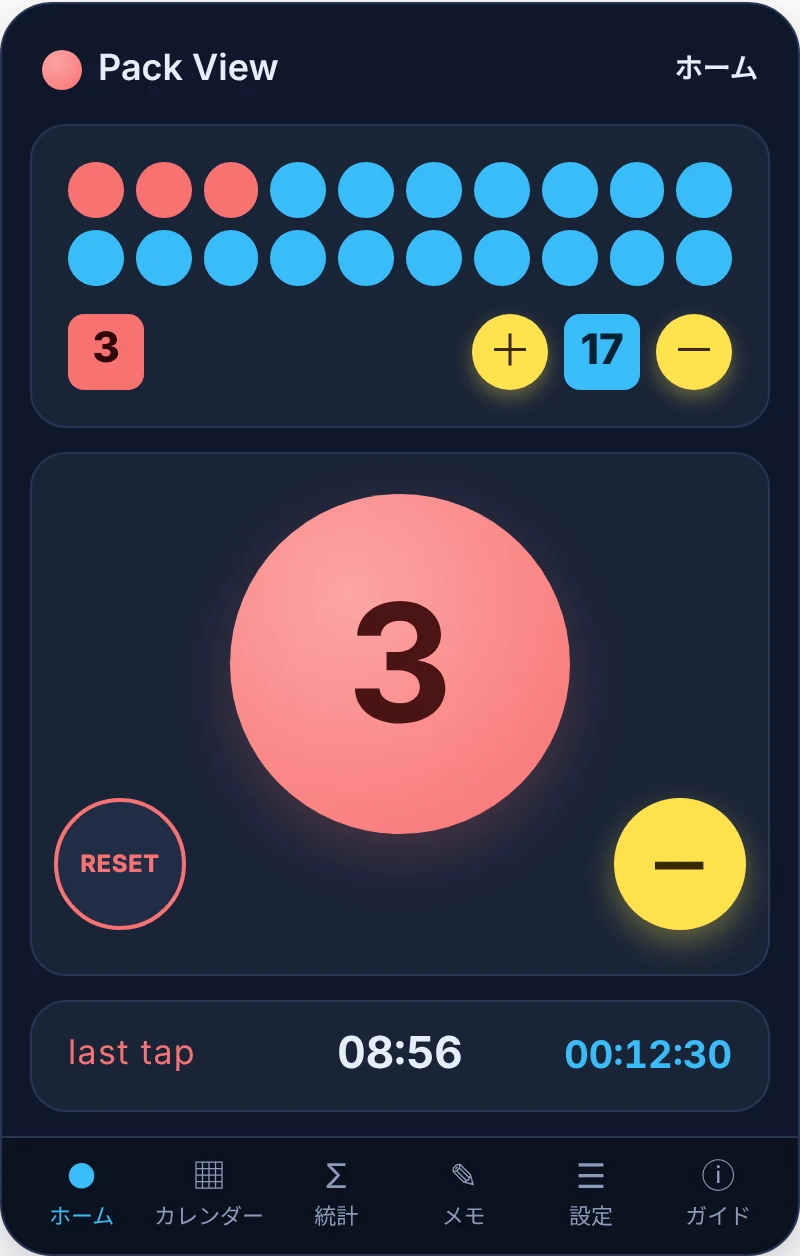 Pack View
ホーム
3
+
17
−
3
RESET
−
last tap
08:56
00:12:30
ホーム
カレンダー
Σ
統計
メモ
設定
ⓘ
ガイド